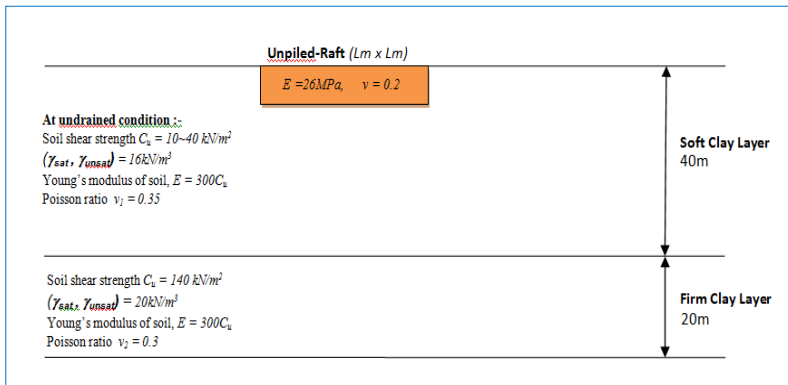 Unpiled-Raft (Lm x Lm)
E =26MPa, v = 0.2
At undrained condition :-
Soil shear strength Cᵤ = 10~40 kN/m²
(γsat , γunsat) = 16kN/m³
Young's modulus of soil, E = 300Cᵤ
Poisson ratio v₁ = 0.35
Soft Clay Layer
40m
Soil shear strength Cᵤ = 140 kN/m²
(γsat , γunsat) = 20kN/m³
Young's modulus of soil, E = 300Cᵤ
Poisson ratio v₂ = 0.3
Firm Clay Layer
20m